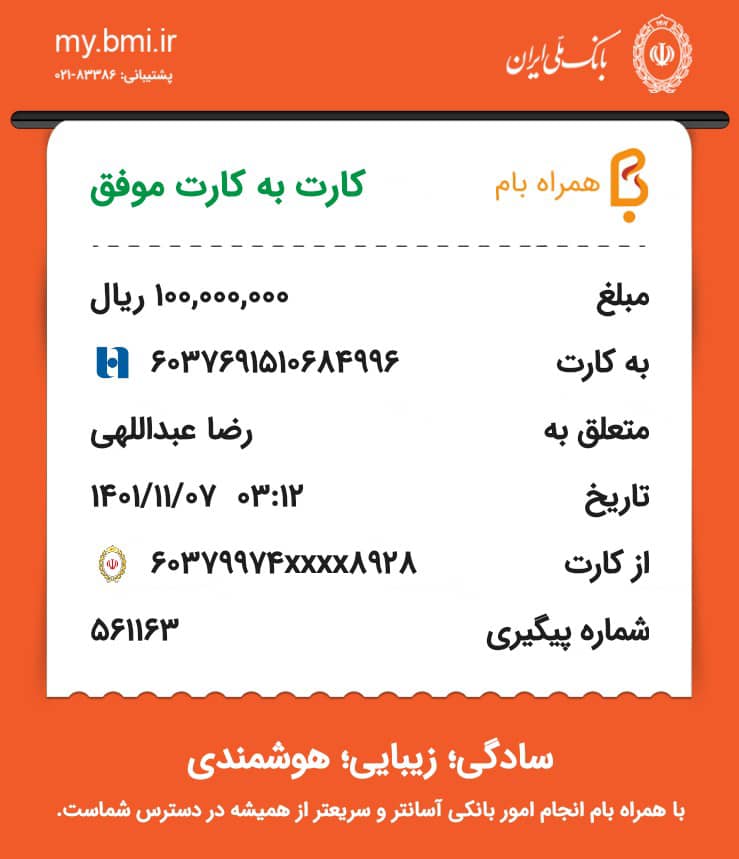 my.bmi.ir
پشتیبانی: ۸۳۳۸۶-۰۲۱
بانک ملی ایران
همراه بام
کارت به کارت موفق
مبلغ ۱۰۰,۰۰۰,۰۰۰ ریال
به کارت ۶۰۳۷۶۹۱۵۱۰۶۸۴۹۹۶
متعلق به رضا عبداللهی
تاریخ ۰۳:۱۲ ۱۴۰۱/۱۱/۰۷
از کارت ۶۰۳۷۹۹۷۴xxxx۸۹۲۸
شماره پیگیری ۵۶۱۱۶۳
سادگی؛ زیبایی؛ هوشمندی
با همراه بام انجام امور بانکی آسانتر و سریعتر از همیشه در دسترس شماست.